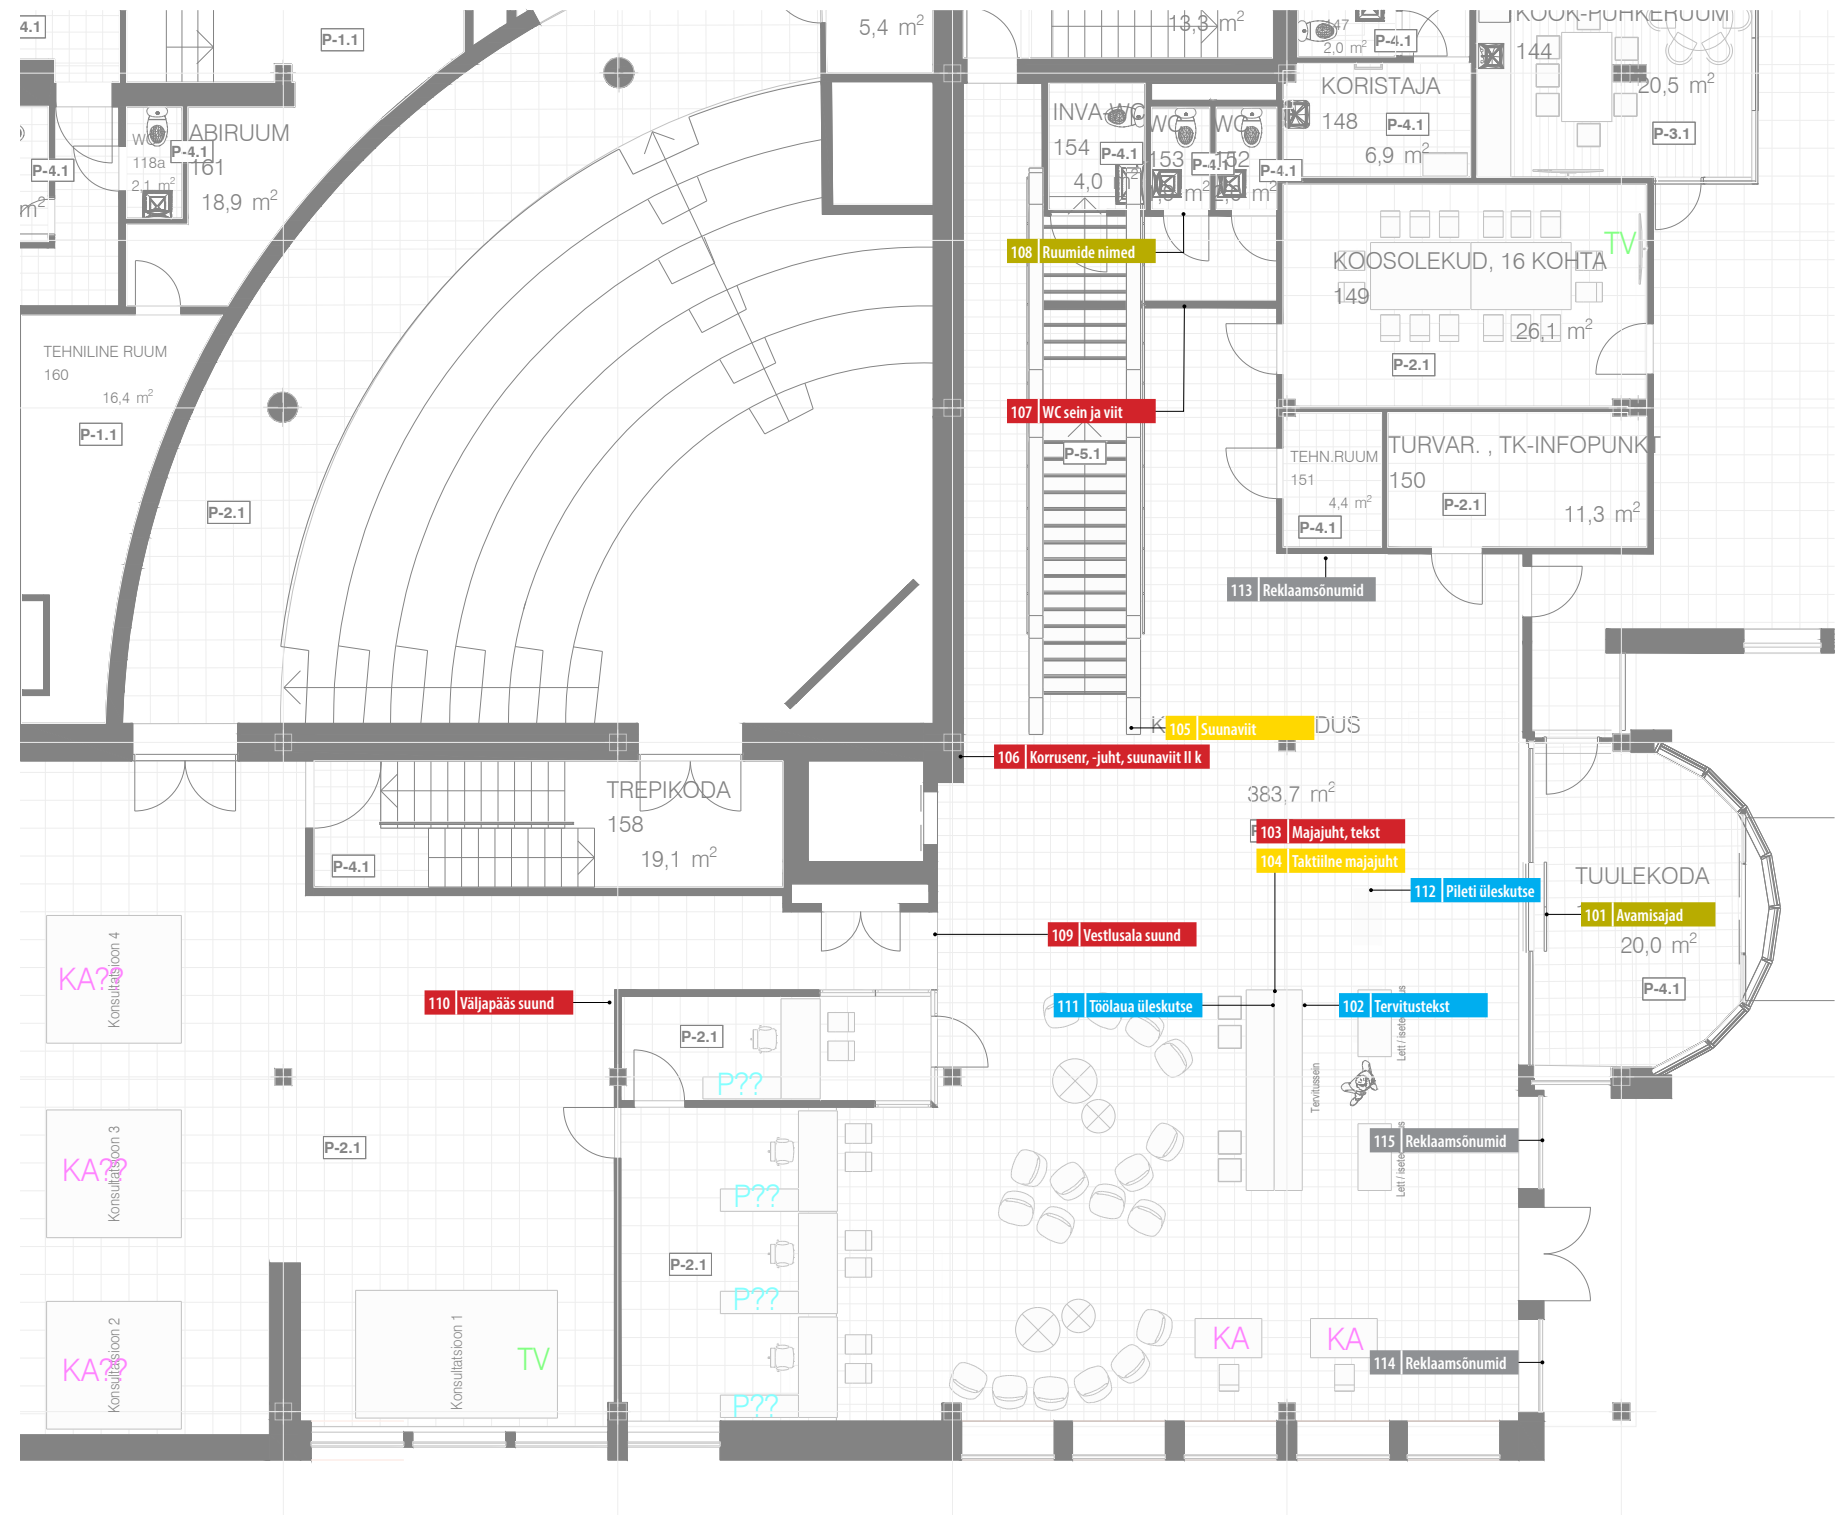 4.1
P-1.1
5,4 m²
13,3 m²
147
2,0 m²
P-4.1
KÖÖK-PUHKERUUM
144
20,5 m²
P-3.1
KORISTAJA
148
P-4.1
6,9 m²
WC
118a
2,1 m²
P-4.1
ABIRUUM
161
18,9 m²
P-4.1
m²
INVA-WC
154
P-4.1
4,0 m²
WC
153
P-4.1
WC
152
P-4.1
108 Ruumide nimed
TV
KOOSOLEKUD, 16 KOHTA
149
26,1 m²
P-2.1
TEHNILINE RUUM
160
16,4 m²
P-1.1
107 WC sein ja viit
P-5.1
TEHN.RUUM
151
4,4 m²
P-4.1
TURVAR. , TK-INFOPUNKT
150
P-2.1
11,3 m²
P-2.1
113 Reklaamsõnumid
K
105 Suunaviit
DUS
106 Korrusenr, -juht, suunaviit II k
TREPIKODA
158
19,1 m²
P-4.1
383,7 m²
103 Majajuht, tekst
104 Taktiilne majajuht
112 Pileti üleskutse
TUULEKODA
101 Avamisajad
20,0 m²
P-4.1
109 Vestlusala suund
110 Väljapääs suund
111 Töölaua üleskutse
102 Tervitustekst
Konsultatsioon 4
KA??
P-2.1
P??
Tervitussein
Konsultatsioon 3
KA??
P-2.1
P??
115 Reklaamsõnumid
P-2.1
P??
Konsultatsioon 2
KA??
Konsultatsioon 1
TV
P??
KA
KA
114 Reklaamsõnumid